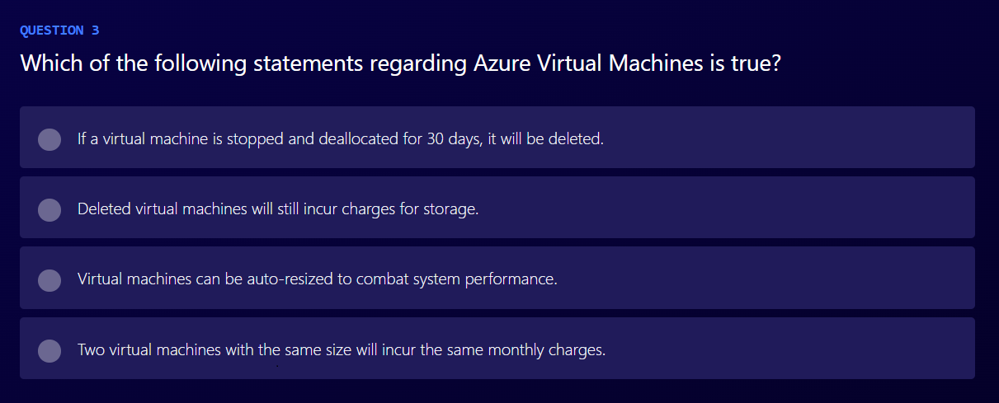 QUESTION 3
Which of the following statements regarding Azure Virtual Machines is true?
If a virtual machine is stopped and deallocated for 30 days, it will be deleted.
Deleted virtual machines will still incur charges for storage.
Virtual machines can be auto-resized to combat system performance.
Two virtual machines with the same size will incur the same monthly charges.